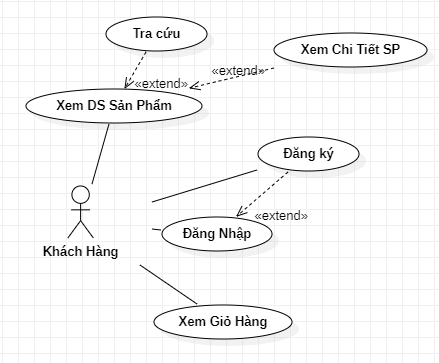 Tra cứu
Xem Chi Tiết SP
«extend»
«extend»
Xem DS Sản Phẩm
Đăng ký
«extend»
Đăng Nhập
Khách Hàng
Xem Giỏ Hàng